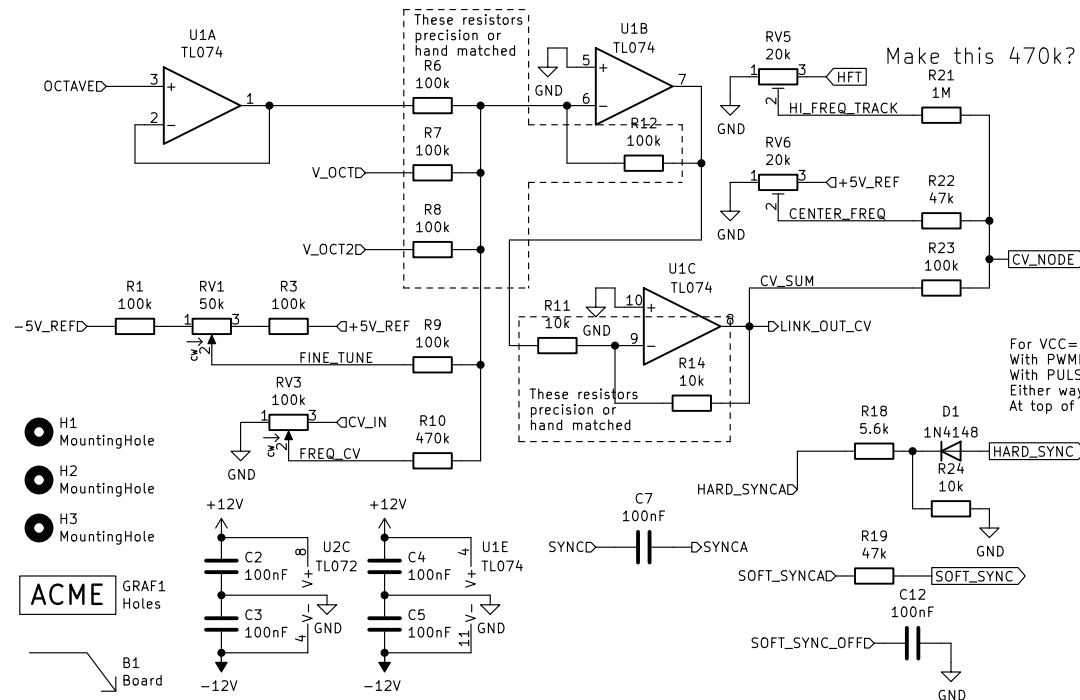 U1A
TL074
OCTAVE
3
+
1
2
−
These resistors
precision or
hand matched
R6
100k
R7
100k
V_OCT
R8
100k
V_OCT2
U1B
TL074
5
+
GND
6
−
7
R12
100k
RV5
20k
1
3
HFT
2
GND
HI_FREQ_TRACK
Make this 470k?
R21
1M
RV6
20k
1
3
+5V_REF
2
GND
CENTER_FREQ
R22
47k
R23
100k
CV_NODE
CV_SUM
U1C
TL074
10
+
GND
9
−
8
LINK_OUT_CV
R11
10k
R14
10k
These resistors
precision or
hand matched
R1
100k
RV1
50k
R3
100k
-5V_REF
1
3
+5V_REF
cw
2
FINE_TUNE
R9
100k
RV3
100k
1
3
CV_IN
cw
2
GND
FREQ_CV
R10
470k
For VCC=
With PWM
With PULS
Either way
At top of
H1
MountingHole
H2
MountingHole
H3
MountingHole
ACME
GRAF1
Holes
B1
Board
+12V
C2
100nF
C3
100nF
8
V+
U2C
TL072
V-
4
GND
-12V
+12V
C4
100nF
C5
100nF
4
V+
U1E
TL074
V-
11
GND
-12V
C7
100nF
SYNC
SYNCA
R18
5.6k
D1
1N4148
HARD_SYNC
HARD_SYNCA
R24
10k
GND
R19
47k
SOFT_SYNCA
SOFT_SYNC
C12
100nF
SOFT_SYNC_OFF
GND